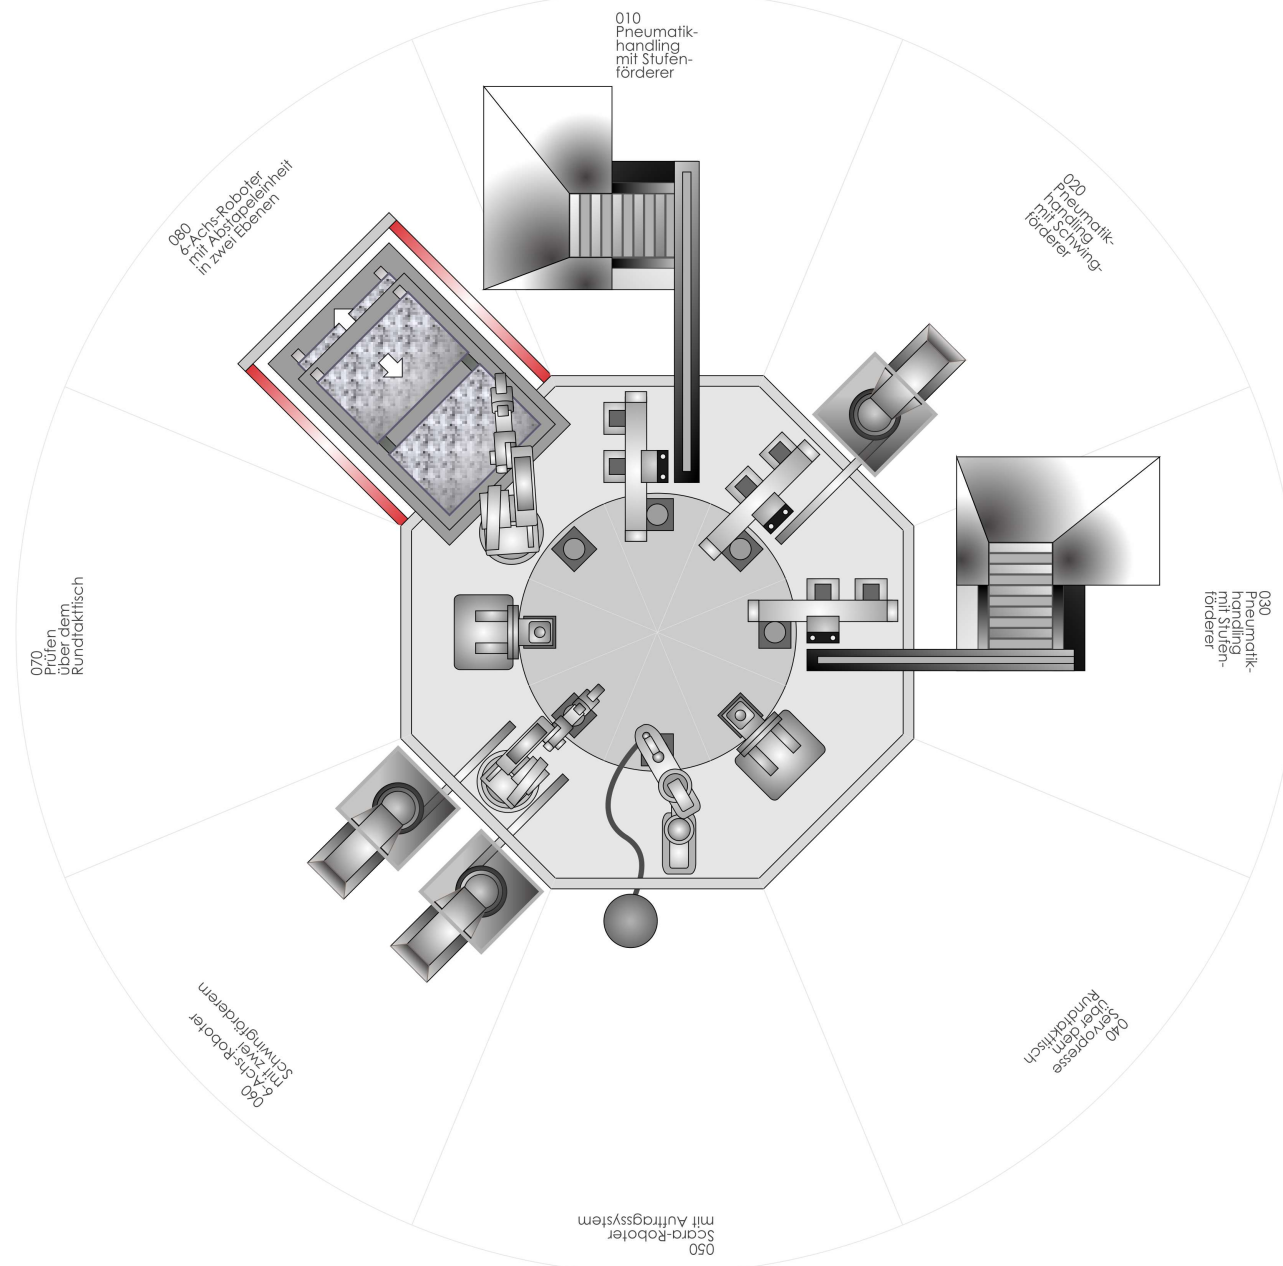 010
Pneumatik-
handling
mit Stufen-
förderer
020
Pneumatik-
handling
mit Schwing-
förderer
030
Pneumatik-
handling
mit Stufen-
förderer
040
Servopresse
über dem
Rundtakttisch
050
Scara-Roboter
mit Auftragssystem
060
6-Achs-Roboter
mit zwei
Schwingförderern
070
Prüfen
über dem
Rundtakttisch
080
6-Achs-Roboter
mit Abstapeleinheit
in zwei Ebenen